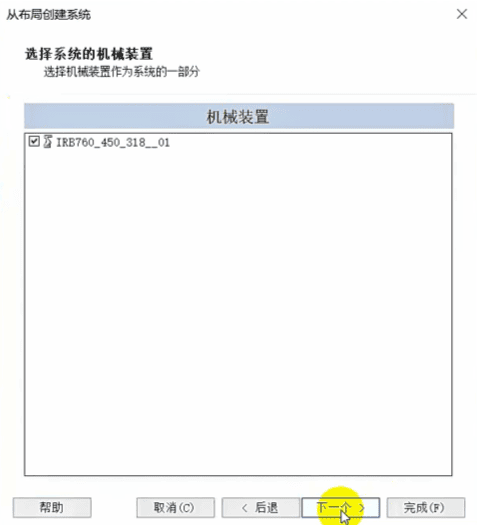 从布局创建系统
选择系统的机械装置
选择机械装置作为系统的一部分
机械装置
IRB760_450_318__01
帮助
取消(C)
< 后退
下一个 >
完成(F)